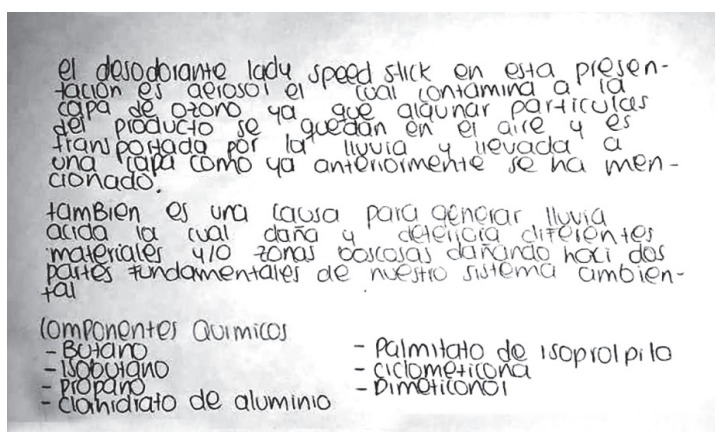 el desodorante lady speed stick en esta presen-
tación es aerosol el cual contamina a la
capa de ozono ya que algunar particulas
del producto se quedan en el aire y es
transportada por la lluvia y llevada a
una capa como ya anteriormente se ha men-
cionado.
tamBien es una causa para generar lluvia
acida la cual daña y deterioia diferentes
materiales y/o zonas boscosas dañando haci dos
partes fundamentales de nuestro sistema ambien-
tal
componentes Quimicos
- Butano
- Isobutano
- propano
- clorhidrato de aluminio
- Palmitato de isoprolpilo
- ciclometicona
- Dimeticonol